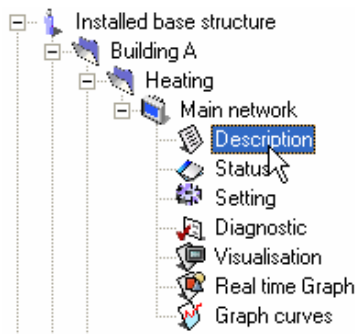 Installed base structure
Building A
Heating
Main network
Description
Status
Setting
Diagnostic
Visualisation
Real time Graph
Graph curves